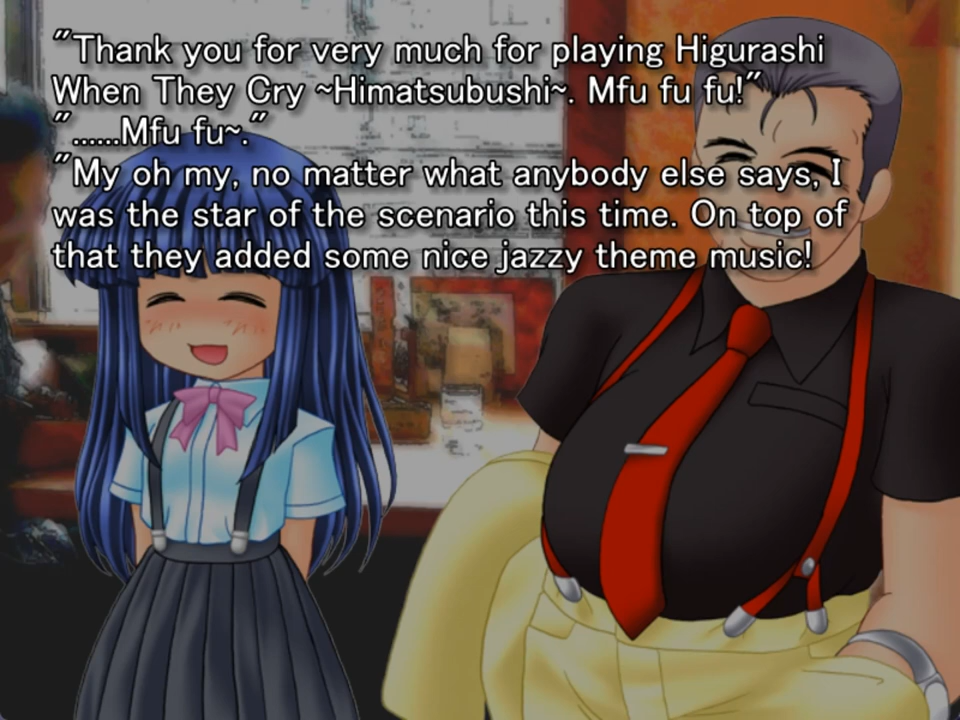 "Thank you for very much for playing Higurashi
When They Cry ~Himatsubushi~. Mfu fu fu!"
"......Mfu fu~."
"My oh my, no matter what anybody else says, I
was the star of the scenario this time. On top of
that they added some nice jazzy theme music!